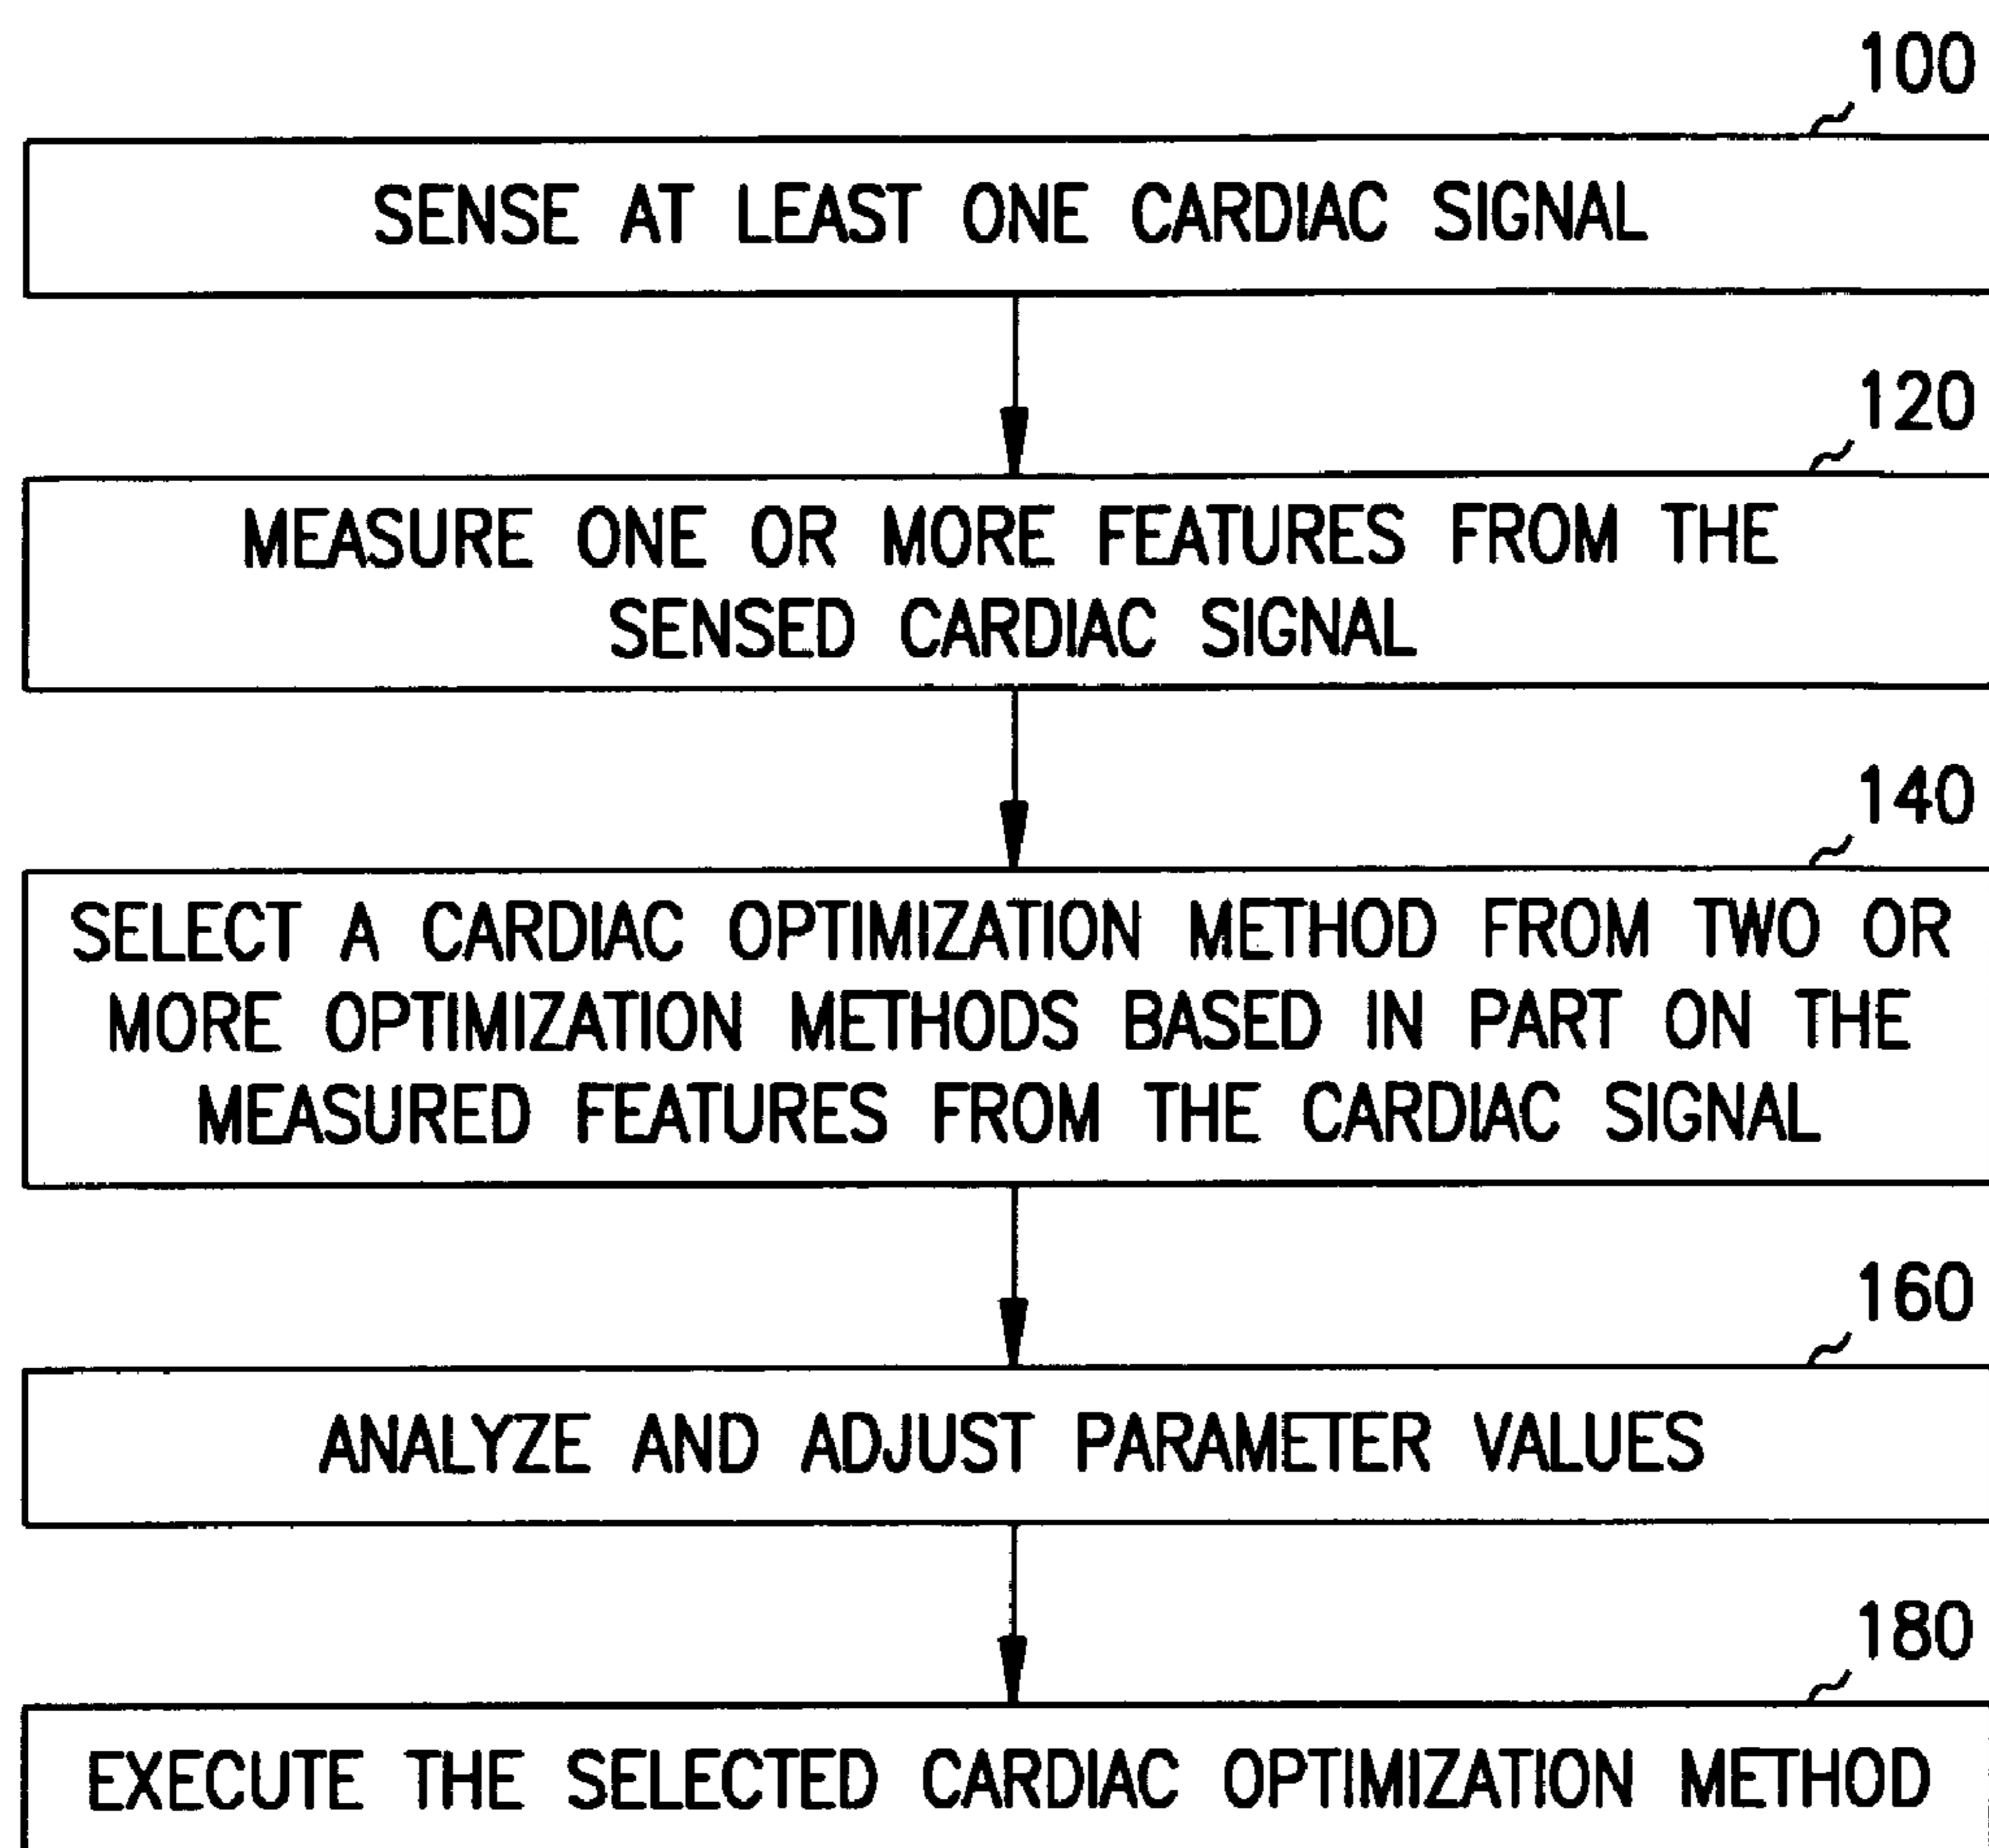 100
SENSE AT LEAST ONE CARDIAC SIGNAL
120
MEASURE ONE OR MORE FEATURES FROM THE
SENSED CARDIAC SIGNAL
140
SELECT A CARDIAC OPTIMIZATION METHOD FROM TWO OR
MORE OPTIMIZATION METHODS BASED IN PART ON THE
MEASURED FEATURES FROM THE CARDIAC SIGNAL
160
ANALYZE AND ADJUST PARAMETER VALUES
180
EXECUTE THE SELECTED CARDIAC OPTIMIZATION METHOD